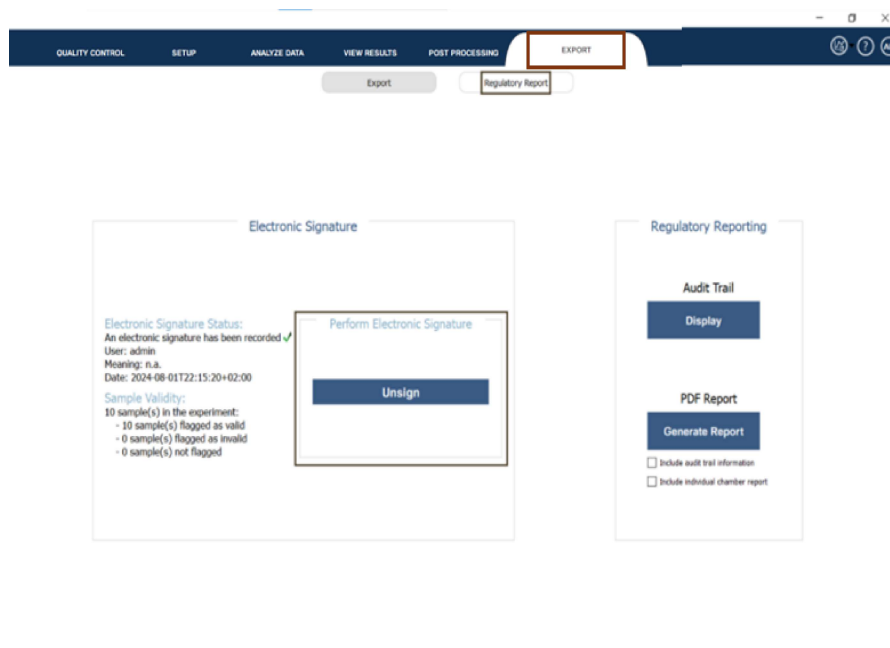 QUALITY CONTROL SETUP ANALYZE DATA VIEW RESULTS POST PROCESSING EXPORT
Export Regulatory Report
Electronic Signature
Electronic Signature Status:
An electronic signature has been recorded ✓
User: admin
Meaning: n.a.
Date: 2024-08-01T22:15:20+02:00
Sample Validity:
10 sample(s) in the experiment:
- 10 sample(s) flagged as valid
- 0 sample(s) flagged as invalid
- 0 sample(s) not flagged
Perform Electronic Signature
Unsign
Regulatory Reporting
Audit Trail
Display
PDF Report
Generate Report
Include audit trail information
Include individual chamber report